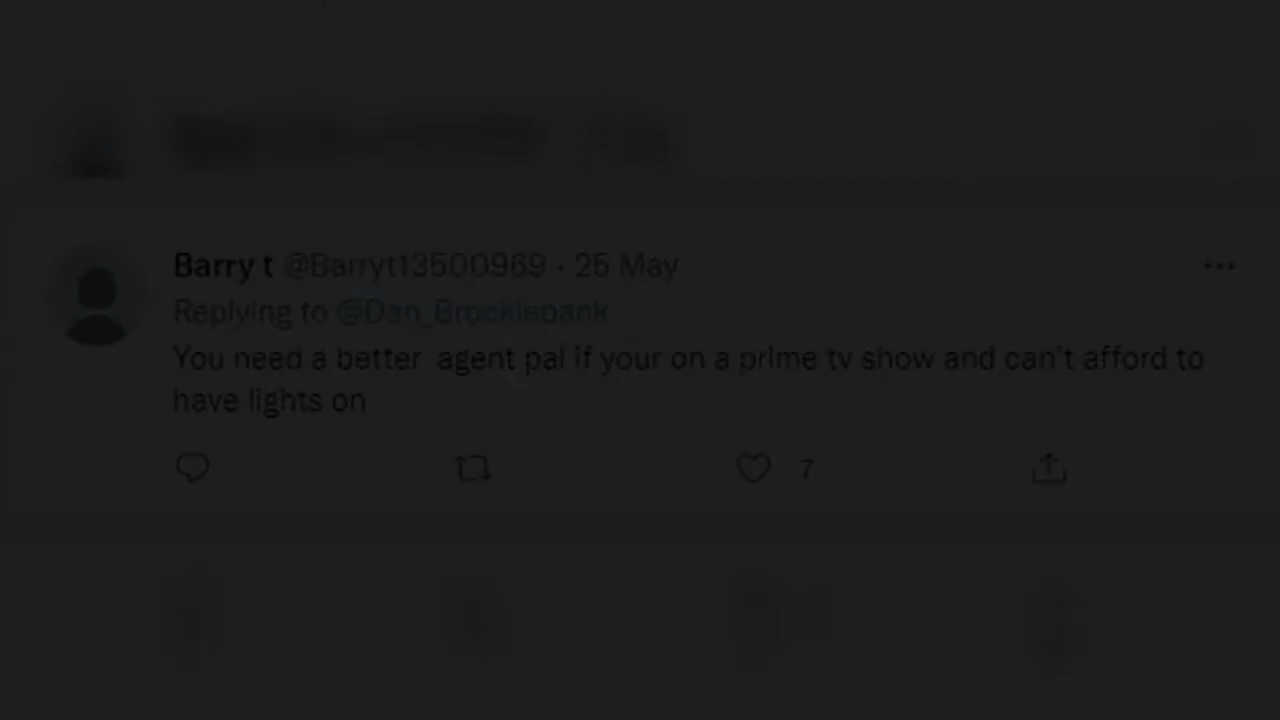 Barry t @Barryt13500969 · 25 May
Replying to @Dan_Brocklebank
You need a better agent pal if your on a prime tv show and can't afford to
have lights on
7